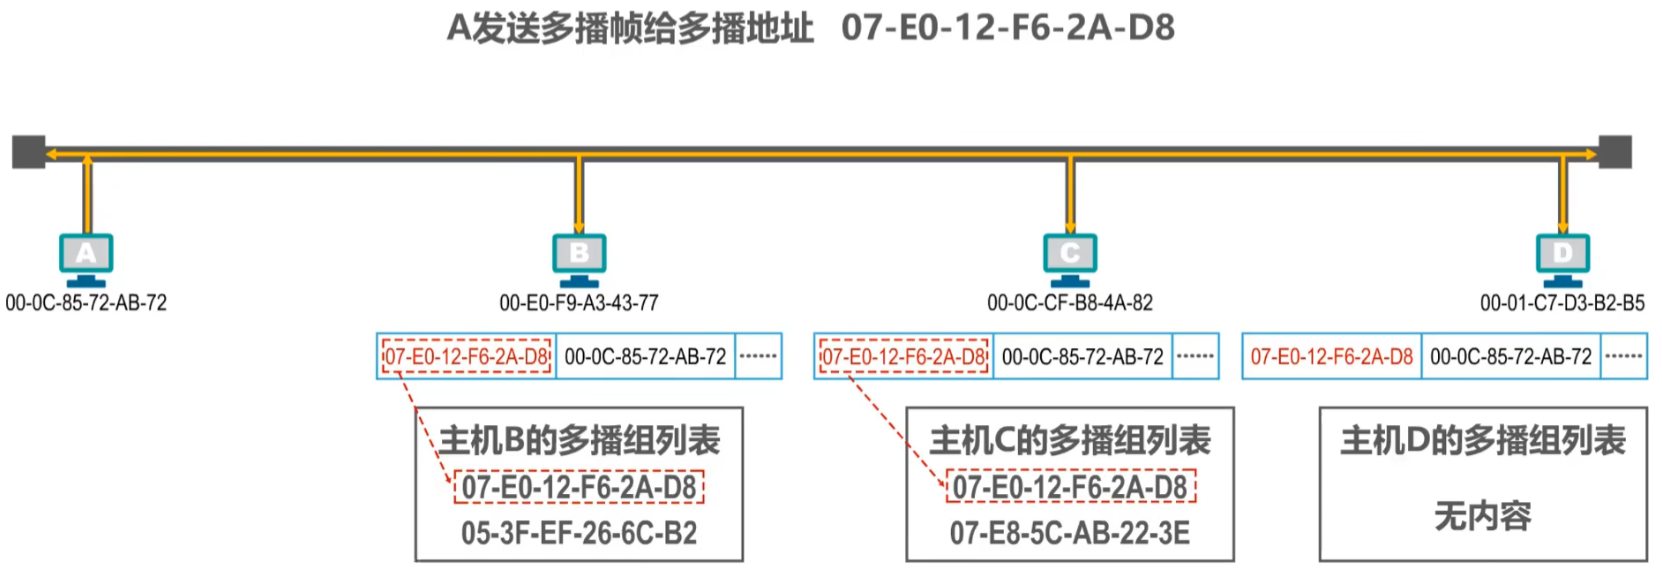 A发送多播帧给多播地址 07-E0-12-F6-2A-D8
A
B
C
D
00-0C-85-72-AB-72
00-E0-F9-A3-43-77
00-0C-CF-B8-4A-82
00-01-C7-D3-B2-B5
07-E0-12-F6-2A-D8 00-0C-85-72-AB-72 ······
07-E0-12-F6-2A-D8 00-0C-85-72-AB-72 ······
07-E0-12-F6-2A-D8 00-0C-85-72-AB-72 ······
主机B的多播组列表
07-E0-12-F6-2A-D8
05-3F-EF-26-6C-B2
主机C的多播组列表
07-E0-12-F6-2A-D8
07-E8-5C-AB-22-3E
主机D的多播组列表
无内容